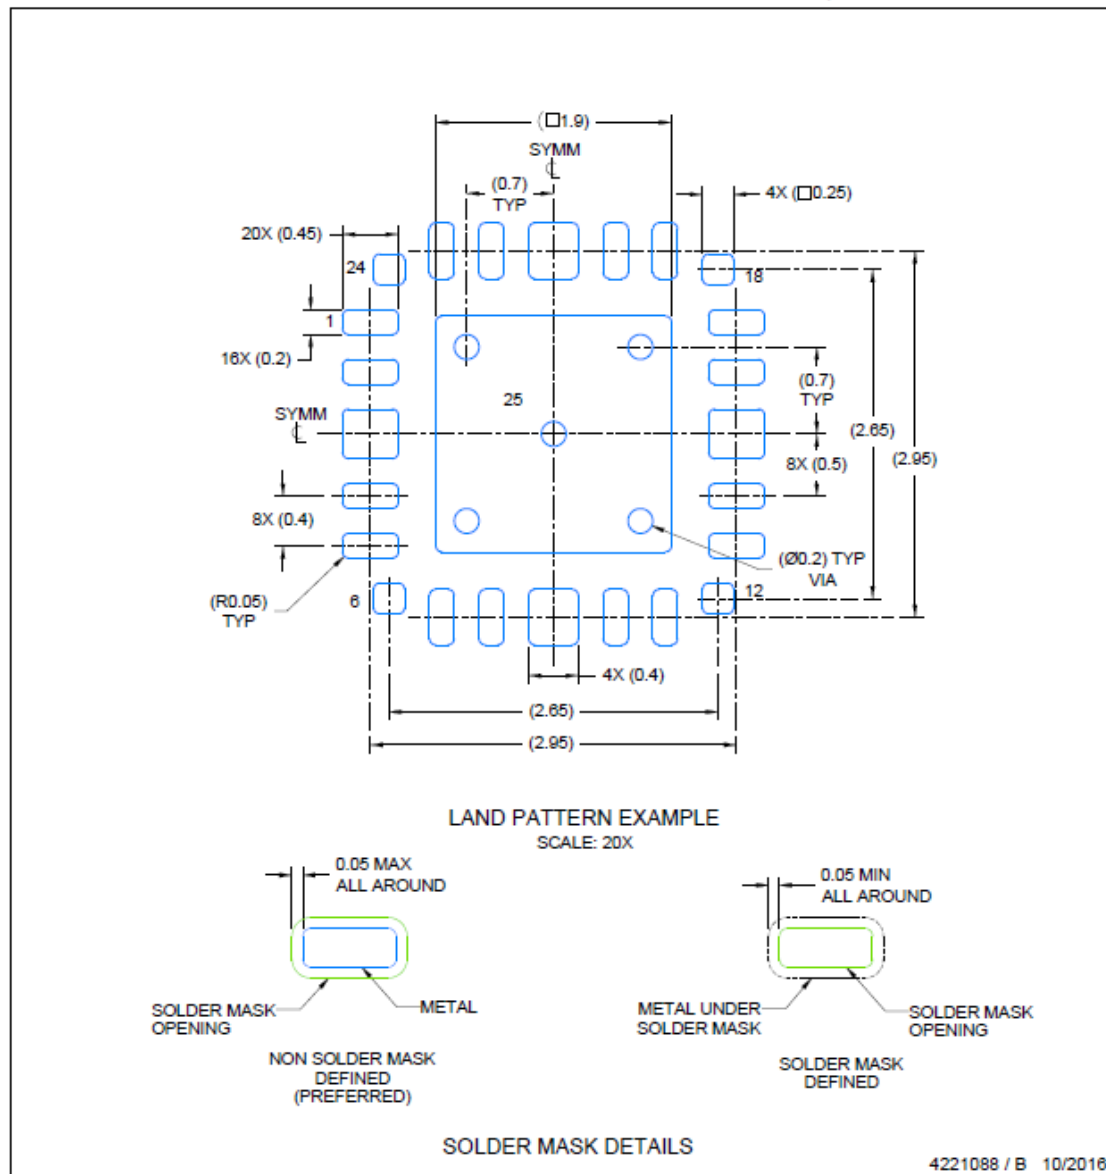 (□1.9)
SYMM
℄
(0.7)
TYP
4X (□0.25)
20X (0.45)
24
18
1
16X (0.2)
(0.7)
TYP
25
SYMM
℄
(2.65)
(2.95)
8X (0.5)
8X (0.4)
(Ø0.2) TYP
VIA
(R0.05)
TYP
6
12
4X (0.4)
(2.65)
(2.95)
LAND PATTERN EXAMPLE
SCALE: 20X
0.05 MAX
ALL AROUND
0.05 MIN
ALL AROUND
SOLDER MASK
OPENING
METAL
METAL UNDER
SOLDER MASK
SOLDER MASK
OPENING
NON SOLDER MASK
DEFINED
(PREFERRED)
SOLDER MASK
DEFINED
SOLDER MASK DETAILS
4221088 / B 10/2016